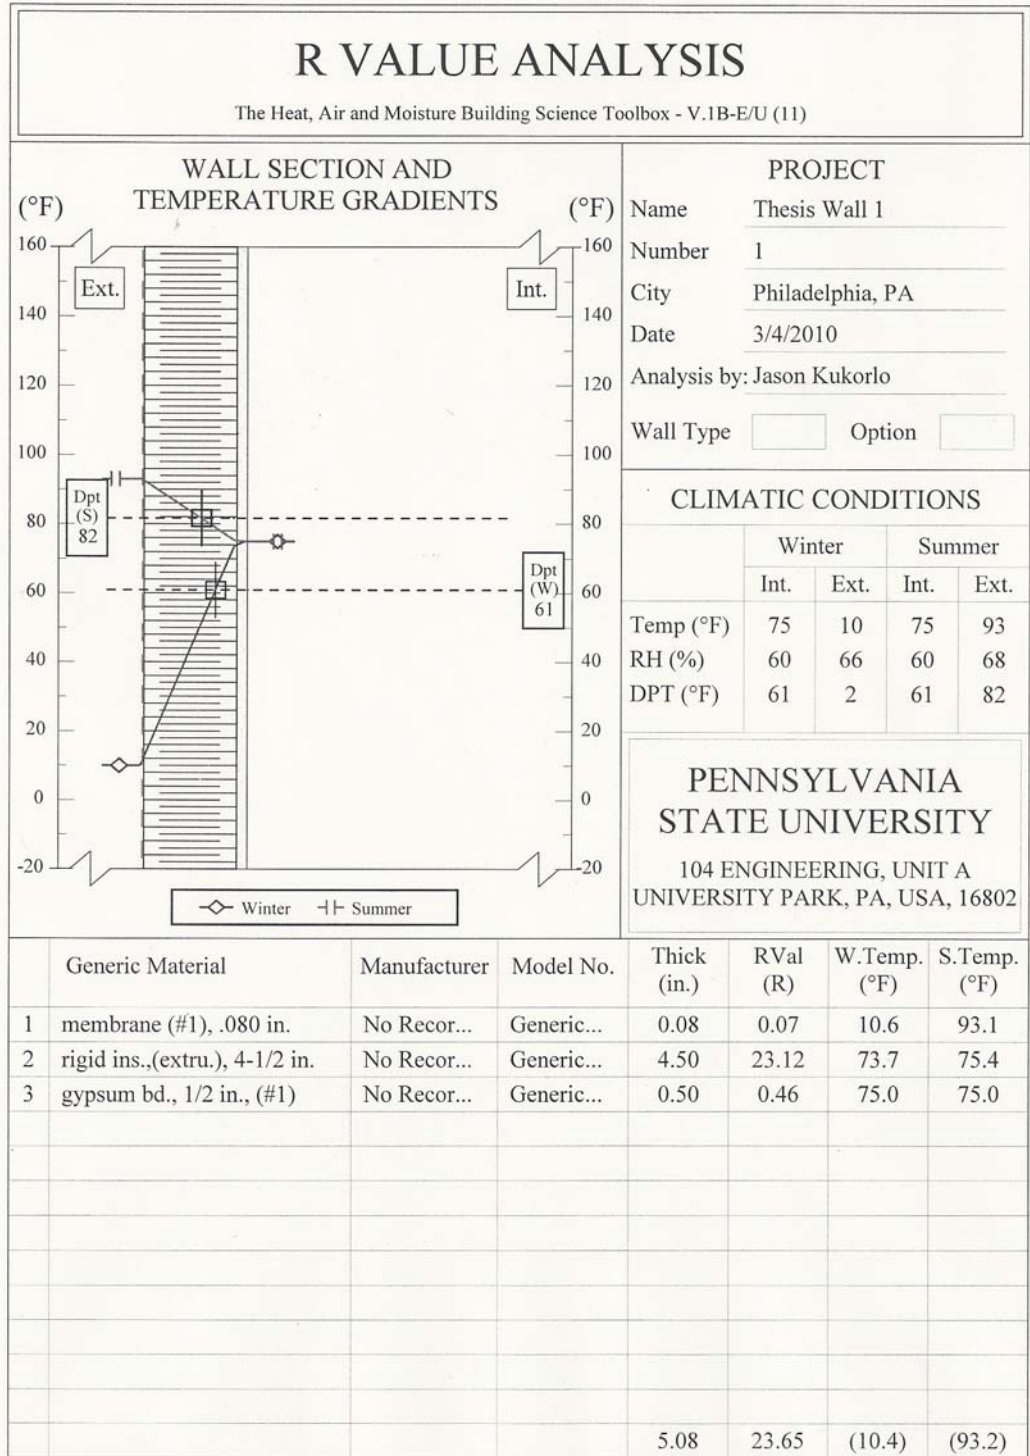 R VALUE ANALYSIS
The Heat, Air and Moisture Building Science Toolbox - V.1B-E/U (11)
WALL SECTION AND
TEMPERATURE GRADIENTS
(°F)
(°F)
160
140
120
100
80
60
40
20
0
-20
Ext.
Int.
160
140
120
100
80
60
40
20
0
-20
Dpt
(S)
82
Dpt
(W)
61
Winter Summer
PROJECT
Name Thesis Wall 1
Number 1
City Philadelphia, PA
Date 3/4/2010
Analysis by: Jason Kukorlo
Wall Type Option
CLIMATIC CONDITIONS
Winter Summer
Int. Ext. Int. Ext.
Temp (°F) 75 10 75 93
RH (%) 60 66 60 68
DPT (°F) 61 2 61 82
PENNSYLVANIA
STATE UNIVERSITY
104 ENGINEERING, UNIT A
UNIVERSITY PARK, PA, USA, 16802
Generic Material Manufacturer Model No. Thick (in.) RVal (R) W.Temp. (°F) S.Temp. (°F)
1 membrane (#1), .080 in. No Recor... Generic... 0.08 0.07 10.6 93.1
2 rigid ins.,(extru.), 4-1/2 in. No Recor... Generic... 4.50 23.12 73.7 75.4
3 gypsum bd., 1/2 in., (#1) No Recor... Generic... 0.50 0.46 75.0 75.0
5.08 23.65 (10.4) (93.2)